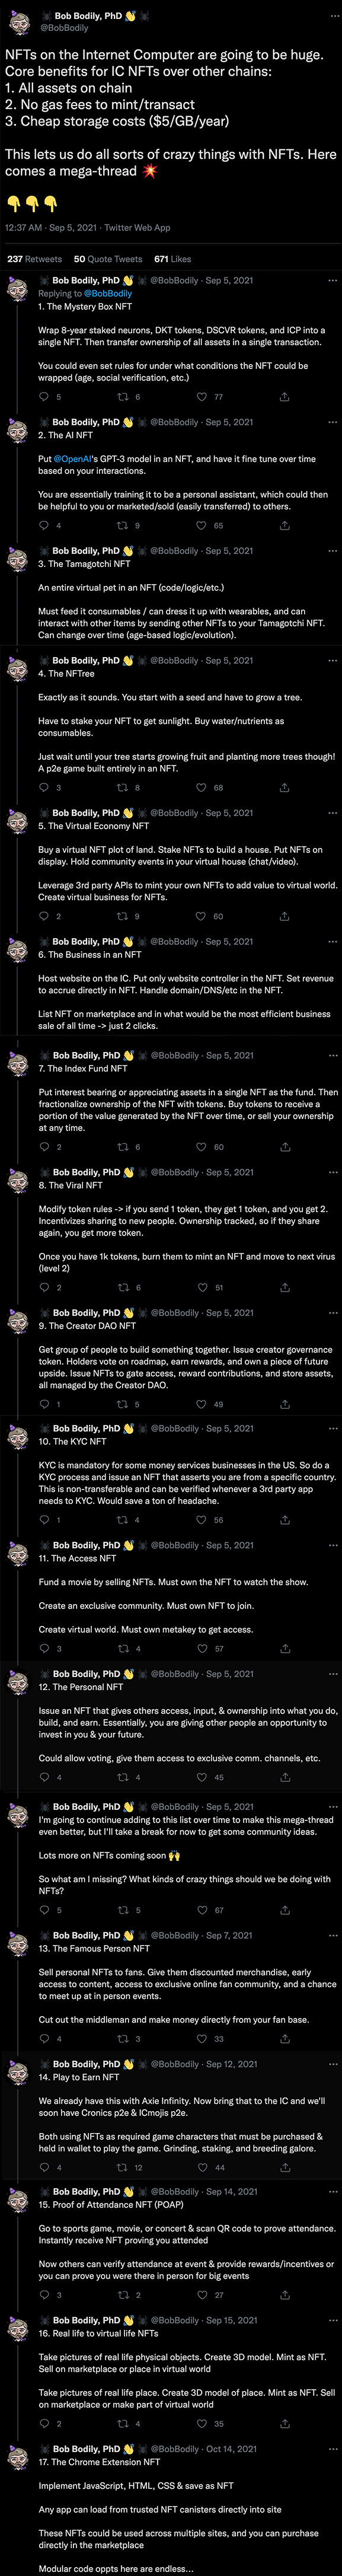 Bob Bodily, PhD 👋
@BobBodily
NFTs on the Internet Computer are going to be huge.
Core benefits for IC NFTs over other chains:
1. All assets on chain
2. No gas fees to mint/transact
3. Cheap storage costs ($5/GB/year)
This lets us do all sorts of crazy things with NFTs. Here
comes a mega-thread 💥
👇👇👇
12:37 AM · Sep 5, 2021 · Twitter Web App
237 Retweets 50 Quote Tweets 671 Likes
Bob Bodily, PhD 👋 @BobBodily · Sep 5, 2021
Replying to @BobBodily
1. The Mystery Box NFT
Wrap 8-year staked neurons, DKT tokens, DSCVR tokens, and ICP into a
single NFT. Then transfer ownership of all assets in a single transaction.
You could even set rules for under what conditions the NFT could be
wrapped (age, social verification, etc.)
5 6 77
Bob Bodily, PhD 👋 @BobBodily · Sep 5, 2021
2. The AI NFT
Put @OpenAI's GPT-3 model in an NFT, and have it fine tune over time
based on your interactions.
You are essentially training it to be a personal assistant, which could then
be helpful to you or marketed/sold (easily transferred) to others.
4 9 65
Bob Bodily, PhD 👋 @BobBodily · Sep 5, 2021
3. The Tamagotchi NFT
An entire virtual pet in an NFT (code/logic/etc.)
Must feed it consumables / can dress it up with wearables, and can
interact with other items by sending other NFTs to your Tamagotchi NFT.
Can change over time (age-based logic/evolution).
Bob Bodily, PhD 👋 @BobBodily · Sep 5, 2021
4. The NFTree
Exactly as it sounds. You start with a seed and have to grow a tree.
Have to stake your NFT to get sunlight. Buy water/nutrients as
consumables.
Just wait until your tree starts growing fruit and planting more trees though!
A p2e game built entirely in an NFT.
3 8 68
Bob Bodily, PhD 👋 @BobBodily · Sep 5, 2021
5. The Virtual Economy NFT
Buy a virtual NFT plot of land. Stake NFTs to build a house. Put NFTs on
display. Hold community events in your virtual house (chat/video).
Leverage 3rd party APIs to mint your own NFTs to add value to virtual world.
Create virtual business for NFTs.
2 9 60
Bob Bodily, PhD 👋 @BobBodily · Sep 5, 2021
6. The Business in an NFT
Host website on the IC. Put only website controller in the NFT. Set revenue
to accrue directly in NFT. Handle domain/DNS/etc in the NFT.
List NFT on marketplace and in what would be the most efficient business
sale of all time -> just 2 clicks.
Bob Bodily, PhD 👋 @BobBodily · Sep 5, 2021
7. The Index Fund NFT
Put interest bearing or appreciating assets in a single NFT as the fund. Then
fractionalize ownership of the NFT with tokens. Buy tokens to receive a
portion of the value generated by the NFT over time, or sell your ownership
at any time.
2 6 60
Bob Bodily, PhD 👋 @BobBodily · Sep 5, 2021
8. The Viral NFT
Modify token rules -> if you send 1 token, they get 1 token, and you get 2.
Incentivizes sharing to new people. Ownership tracked, so if they share
again, you get more token.
Once you have 1k tokens, burn them to mint an NFT and move to next virus
(level 2)
2 6 51
Bob Bodily, PhD 👋 @BobBodily · Sep 5, 2021
9. The Creator DAO NFT
Get group of people to build something together. Issue creator governance
token. Holders vote on roadmap, earn rewards, and own a piece of future
upside. Issue NFTs to gate access, reward contributions, and store assets,
all managed by the Creator DAO.
1 5 49
Bob Bodily, PhD 👋 @BobBodily · Sep 5, 2021
10. The KYC NFT
KYC is mandatory for some money services businesses in the US. So do a
KYC process and issue an NFT that asserts you are from a specific country.
This is non-transferable and can be verified whenever a 3rd party app
needs to KYC. Would save a ton of headache.
1 4 56
Bob Bodily, PhD 👋 @BobBodily · Sep 5, 2021
11. The Access NFT
Fund a movie by selling NFTs. Must own the NFT to watch the show.
Create an exclusive community. Must own NFT to join.
Create virtual world. Must own metakey to get access.
3 4 57
Bob Bodily, PhD 👋 @BobBodily · Sep 5, 2021
12. The Personal NFT
Issue an NFT that gives others access, input, & ownership into what you do,
build, and earn. Essentially, you are giving other people an opportunity to
invest in you & your future.
Could allow voting, give them access to exclusive comm. channels, etc.
4 4 45
Bob Bodily, PhD 👋 @BobBodily · Sep 5, 2021
I'm going to continue adding to this list over time to make this mega-thread
even better, but I'll take a break for now to get some community ideas.
Lots more on NFTs coming soon 🙌
So what am I missing? What kinds of crazy things should we be doing with
NFTs?
5 5 67
Bob Bodily, PhD 👋 @BobBodily · Sep 7, 2021
13. The Famous Person NFT
Sell personal NFTs to fans. Give them discounted merchandise, early
access to content, access to exclusive online fan community, and a chance
to meet up at in person events.
Cut out the middleman and make money directly from your fan base.
4 3 33
Bob Bodily, PhD 👋 @BobBodily · Sep 12, 2021
14. Play to Earn NFT
We already have this with Axie Infinity. Now bring that to the IC and we'll
soon have Cronics p2e & ICmojis p2e.
Both using NFTs as required game characters that must be purchased &
held in wallet to play the game. Grinding, staking, and breeding galore.
4 12 44
Bob Bodily, PhD 👋 @BobBodily · Sep 14, 2021
15. Proof of Attendance NFT (POAP)
Go to sports game, movie, or concert & scan QR code to prove attendance.
Instantly receive NFT proving you attended
Now others can verify attendance at event & provide rewards/incentives or
you can prove you were there in person for big events
3 2 27
Bob Bodily, PhD 👋 @BobBodily · Sep 15, 2021
16. Real life to virtual life NFTs
Take pictures of real life physical objects. Create 3D model. Mint as NFT.
Sell on marketplace or place in virtual world
Take pictures of real life place. Create 3D model of place. Mint as NFT. Sell
on marketplace or make part of virtual world
2 4 35
Bob Bodily, PhD 👋 @BobBodily · Oct 14, 2021
17. The Chrome Extension NFT
Implement JavaScript, HTML, CSS & save as NFT
Any app can load from trusted NFT canisters directly into site
These NFTs could be used across multiple sites, and you can purchase
directly in the marketplace
Modular code oppts here are endless...